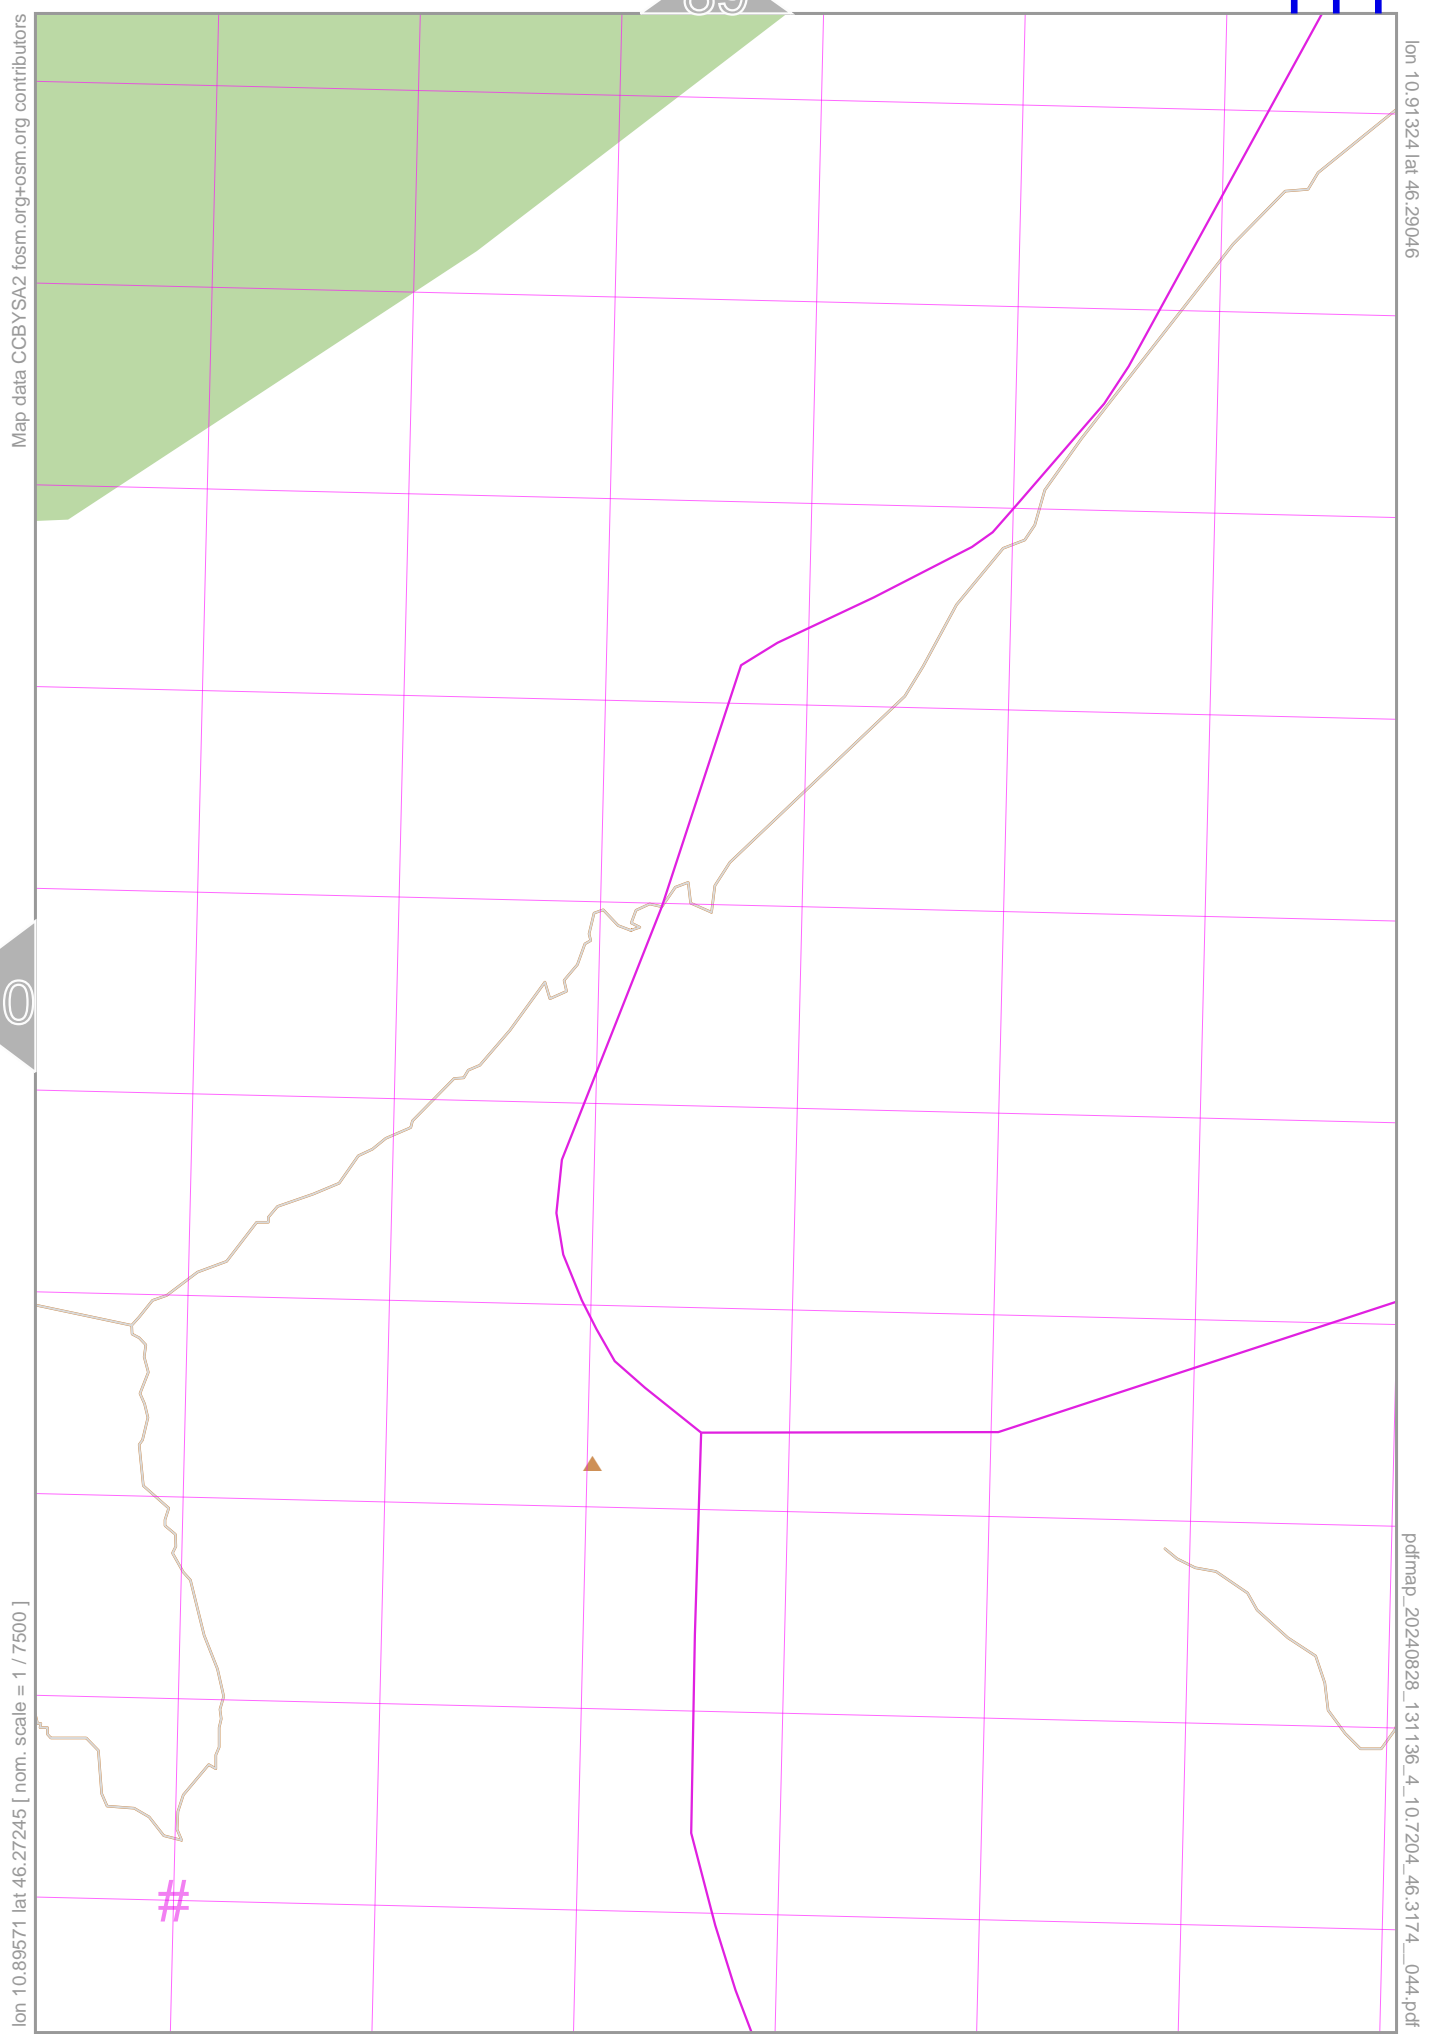 Map data CCBYSA2 fosm.org+osm.org contributors
lon 10.91324 lat 46.29046
0
lon 10.89571 lat 46.27245 [ nom. scale = 1 / 7500 ]
pdfmap_20240828_131136_4_10.7204_46.3174__044.pdf
#